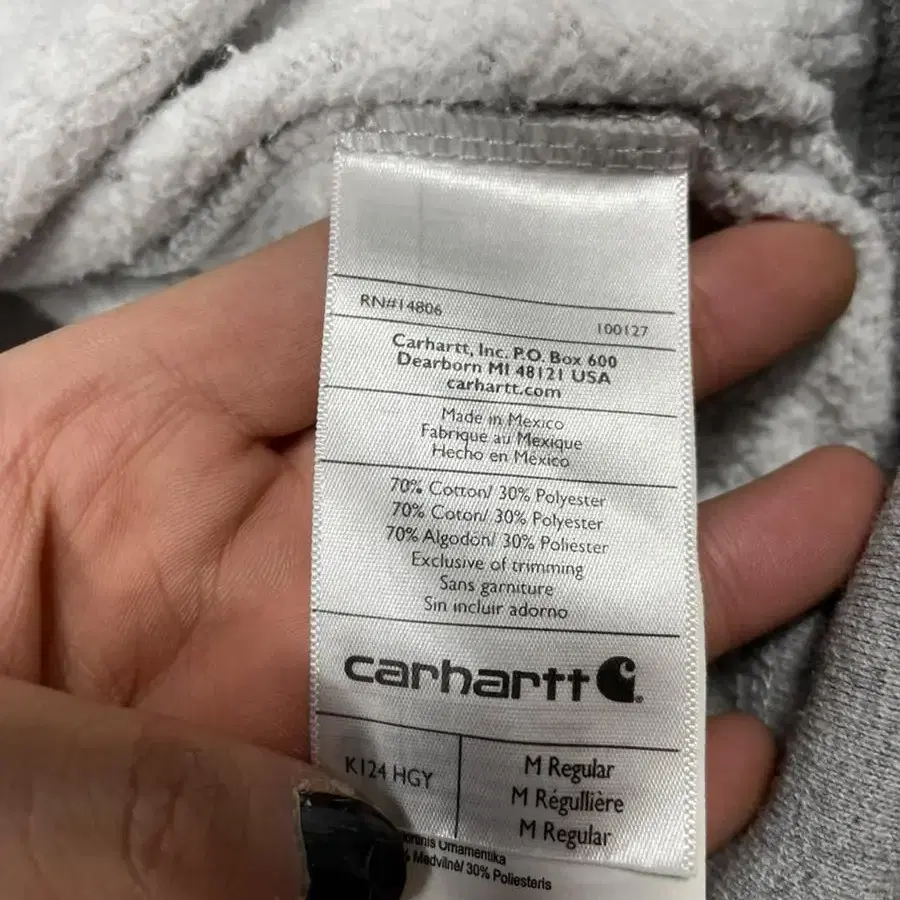 RN#14806
100127
Carhartt, Inc. P.O. Box 600
Dearborn MI 48121 USA
carhartt.com
Made in Mexico
Fabrique au Mexique
Hecho en México
70% Cotton/ 30% Polyester
70% Coton/ 30% Polyester
70% Algodon/ 30% Poliéster
Exclusive of trimming
Sans garniture
Sin incluir adorno
carhartt
K124 HGY
M Regular
M Régullière
M Regular
Ornamentika
% Medvilnė/ 30% Poliesteris